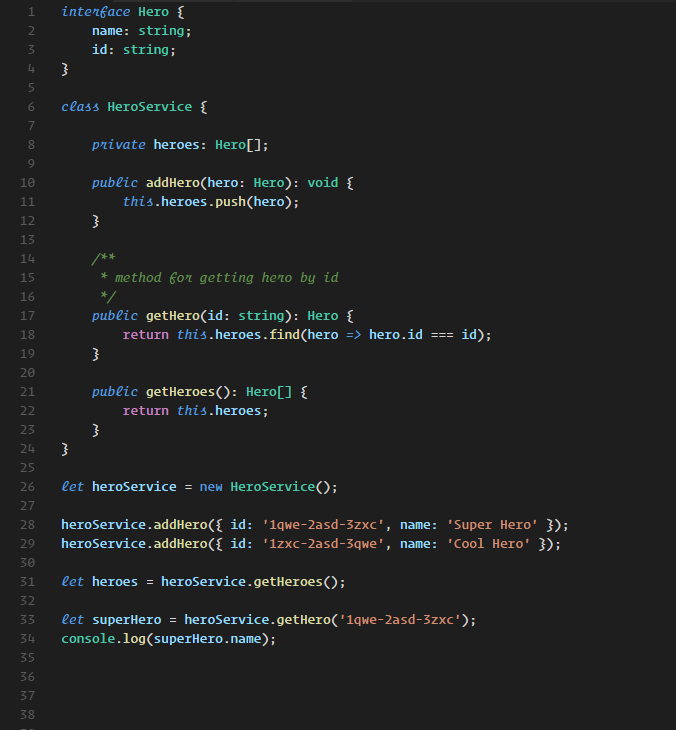 1 interface Hero {
2 name: string;
3 id: string;
4 }
5
6 class HeroService {
7
8 private heroes: Hero[];
9
10 public addHero(hero: Hero): void {
11 this.heroes.push(hero);
12 }
13
14 /**
15 * method for getting hero by id
16 */
17 public getHero(id: string): Hero {
18 return this.heroes.find(hero => hero.id === id);
19 }
20
21 public getHeroes(): Hero[] {
22 return this.heroes;
23 }
24 }
25
26 let heroService = new HeroService();
27
28 heroService.addHero({ id: '1qwe-2asd-3zxc', name: 'Super Hero' });
29 heroService.addHero({ id: '1zxc-2asd-3qwe', name: 'Cool Hero' });
30
31 let heroes = heroService.getHeroes();
32
33 let superHero = heroService.getHero('1qwe-2asd-3zxc');
34 console.log(superHero.name);
35
36
37
38